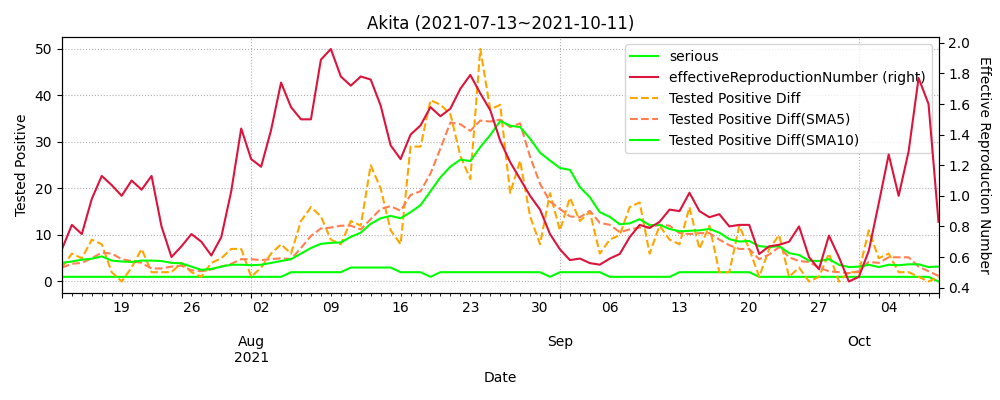 Akita (2021-07-13~2021-10-11)
serious
effectiveReproductionNumber (right)
Tested Positive Diff
Tested Positive Diff(SMA5)
Tested Positive Diff(SMA10)
Tested Positive
50
40
30
20
10
0
2.0
1.8
1.6
1.4
1.2
1.0
0.8
0.6
0.4
Effective Reproduction Number
19 26 02 09 16 23 30 06 13 20 27 04
Aug Sep Oct
2021
Date